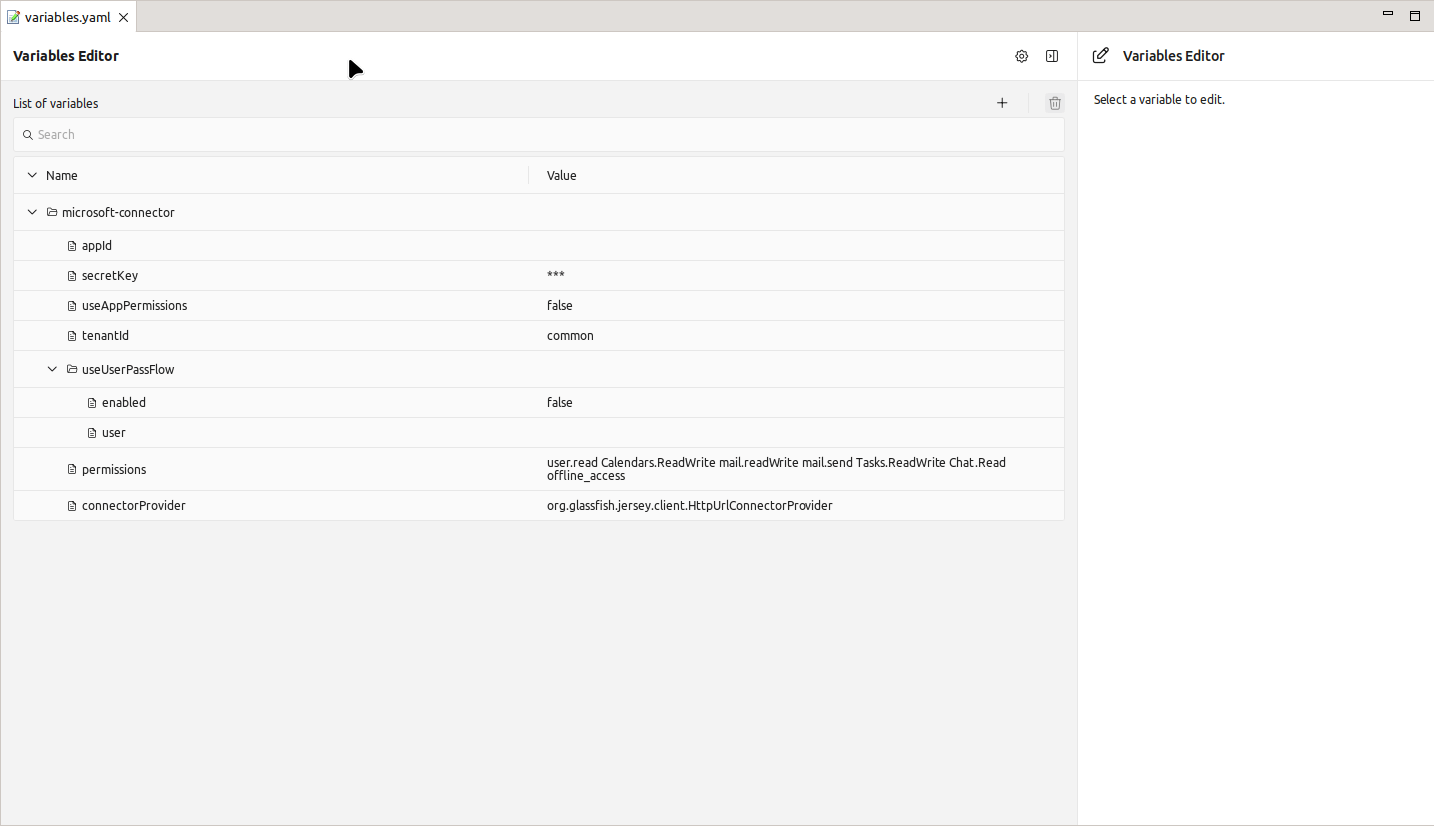 variables.yaml
Variables Editor
Variables Editor
List of variables
Select a variable to edit.
Search
Name Value
microsoft-connector
appId
secretKey ***
useAppPermissions false
tenantId common
useUserPassFlow
enabled false
user
permissions user.read Calendars.ReadWrite mail.readWrite mail.send Tasks.ReadWrite Chat.Read
offline_access
connectorProvider org.glassfish.jersey.client.HttpUrlConnectorProvider